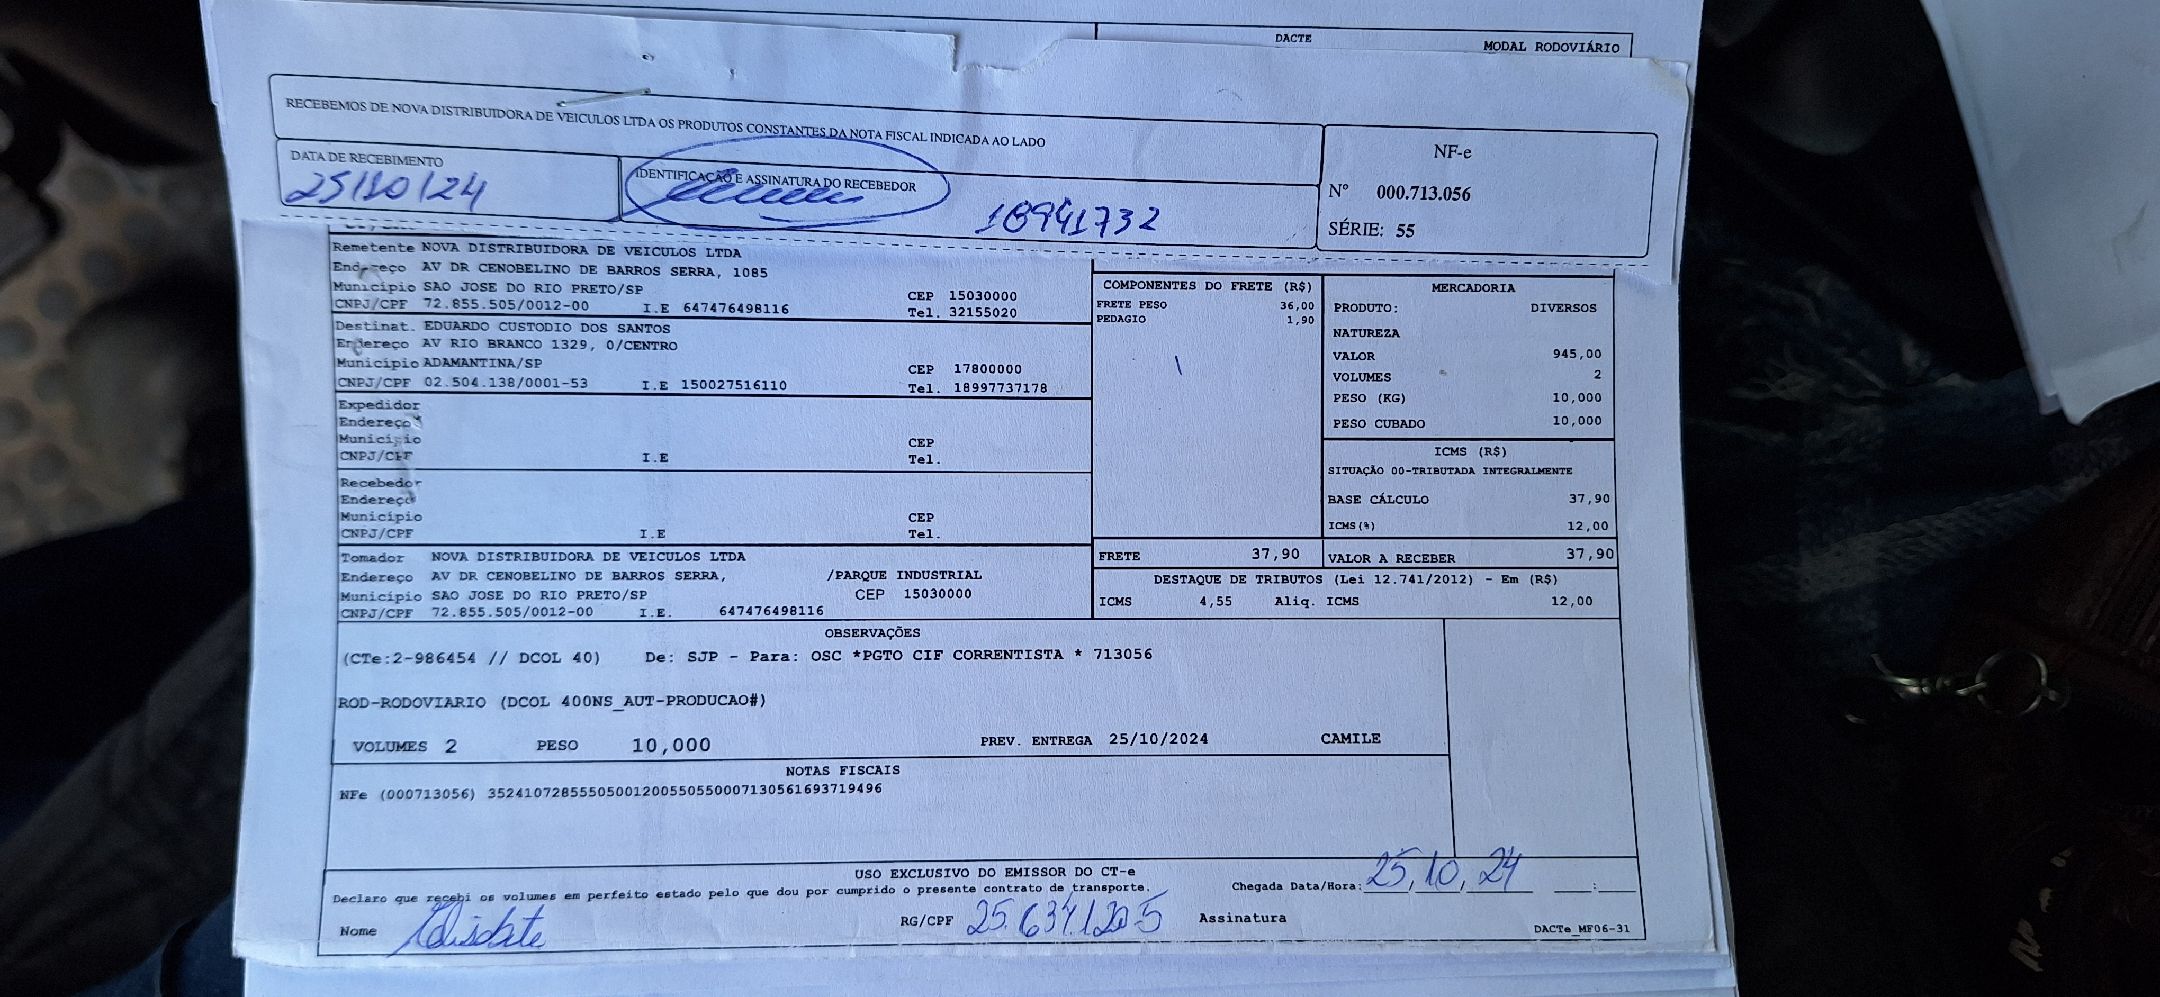 DACTE
MODAL RODOVIÁRIO
RECEBEMOS DE NOVA DISTRIBUIDORA DE VEICULOS LTDA OS PRODUTOS CONSTANTES DA NOTA FISCAL INDICADA AO LADO
DATA DE RECEBIMENTO
25/10/24
IDENTIFICAÇÃO E ASSINATURA DO RECEBEDOR
18941732
NF-e
Nº 000.713.056
SÉRIE: 55
Remetente NOVA DISTRIBUIDORA DE VEICULOS LTDA
Endereço AV DR CENOBELINO DE BARROS SERRA, 1085
Município SAO JOSE DO RIO PRETO/SP CEP 15030000
CNPJ/CPF 72.855.505/0012-00 I.E 647476498116 Tel. 32155020
Destinat. EDUARDO CUSTODIO DOS SANTOS
Endereço AV RIO BRANCO 1329, 0/CENTRO
Município ADAMANTINA/SP CEP 17800000
CNPJ/CPF 02.504.138/0001-53 I.E 150027516110 Tel. 18997737178
Expedidor
Endereço
Município CEP
CNPJ/CPF I.E Tel.
Recebedor
Endereço
Município CEP
CNPJ/CPF I.E Tel.
Tomador NOVA DISTRIBUIDORA DE VEICULOS LTDA
Endereço AV DR CENOBELINO DE BARROS SERRA, /PARQUE INDUSTRIAL
Município SAO JOSE DO RIO PRETO/SP CEP 15030000
CNPJ/CPF 72.855.505/0012-00 I.E. 647476498116
COMPONENTES DO FRETE (R$)
FRETE PESO 36,00
PEDAGIO 1,90
FRETE 37,90
MERCADORIA
PRODUTO: DIVERSOS
NATUREZA
VALOR 945,00
VOLUMES 2
PESO (KG) 10,000
PESO CUBADO 10,000
ICMS (R$)
SITUAÇÃO 00-TRIBUTADA INTEGRALMENTE
BASE CÁLCULO 37,90
ICMS(%) 12,00
VALOR A RECEBER 37,90
DESTAQUE DE TRIBUTOS (Lei 12.741/2012) - Em (R$)
ICMS 4,55 Aliq. ICMS 12,00
OBSERVAÇÕES
(CTe:2-986454 // DCOL 40) De: SJP - Para: OSC *PGTO CIF CORRENTISTA * 713056
ROD-RODOVIARIO (DCOL 400NS_AUT-PRODUCAO#)
VOLUMES 2 PESO 10,000 PREV. ENTREGA 25/10/2024 CAMILE
NOTAS FISCAIS
NFe (000713056) 35241072855505001200550550007130561693719496
USO EXCLUSIVO DO EMISSOR DO CT-e
Declaro que recebi os volumes em perfeito estado pelo que dou por cumprido o presente contrato de transporte. Chegada Data/Hora: 25,10,24 __:__
Nome RG/CPF Assinatura
DACTe_MF06-31